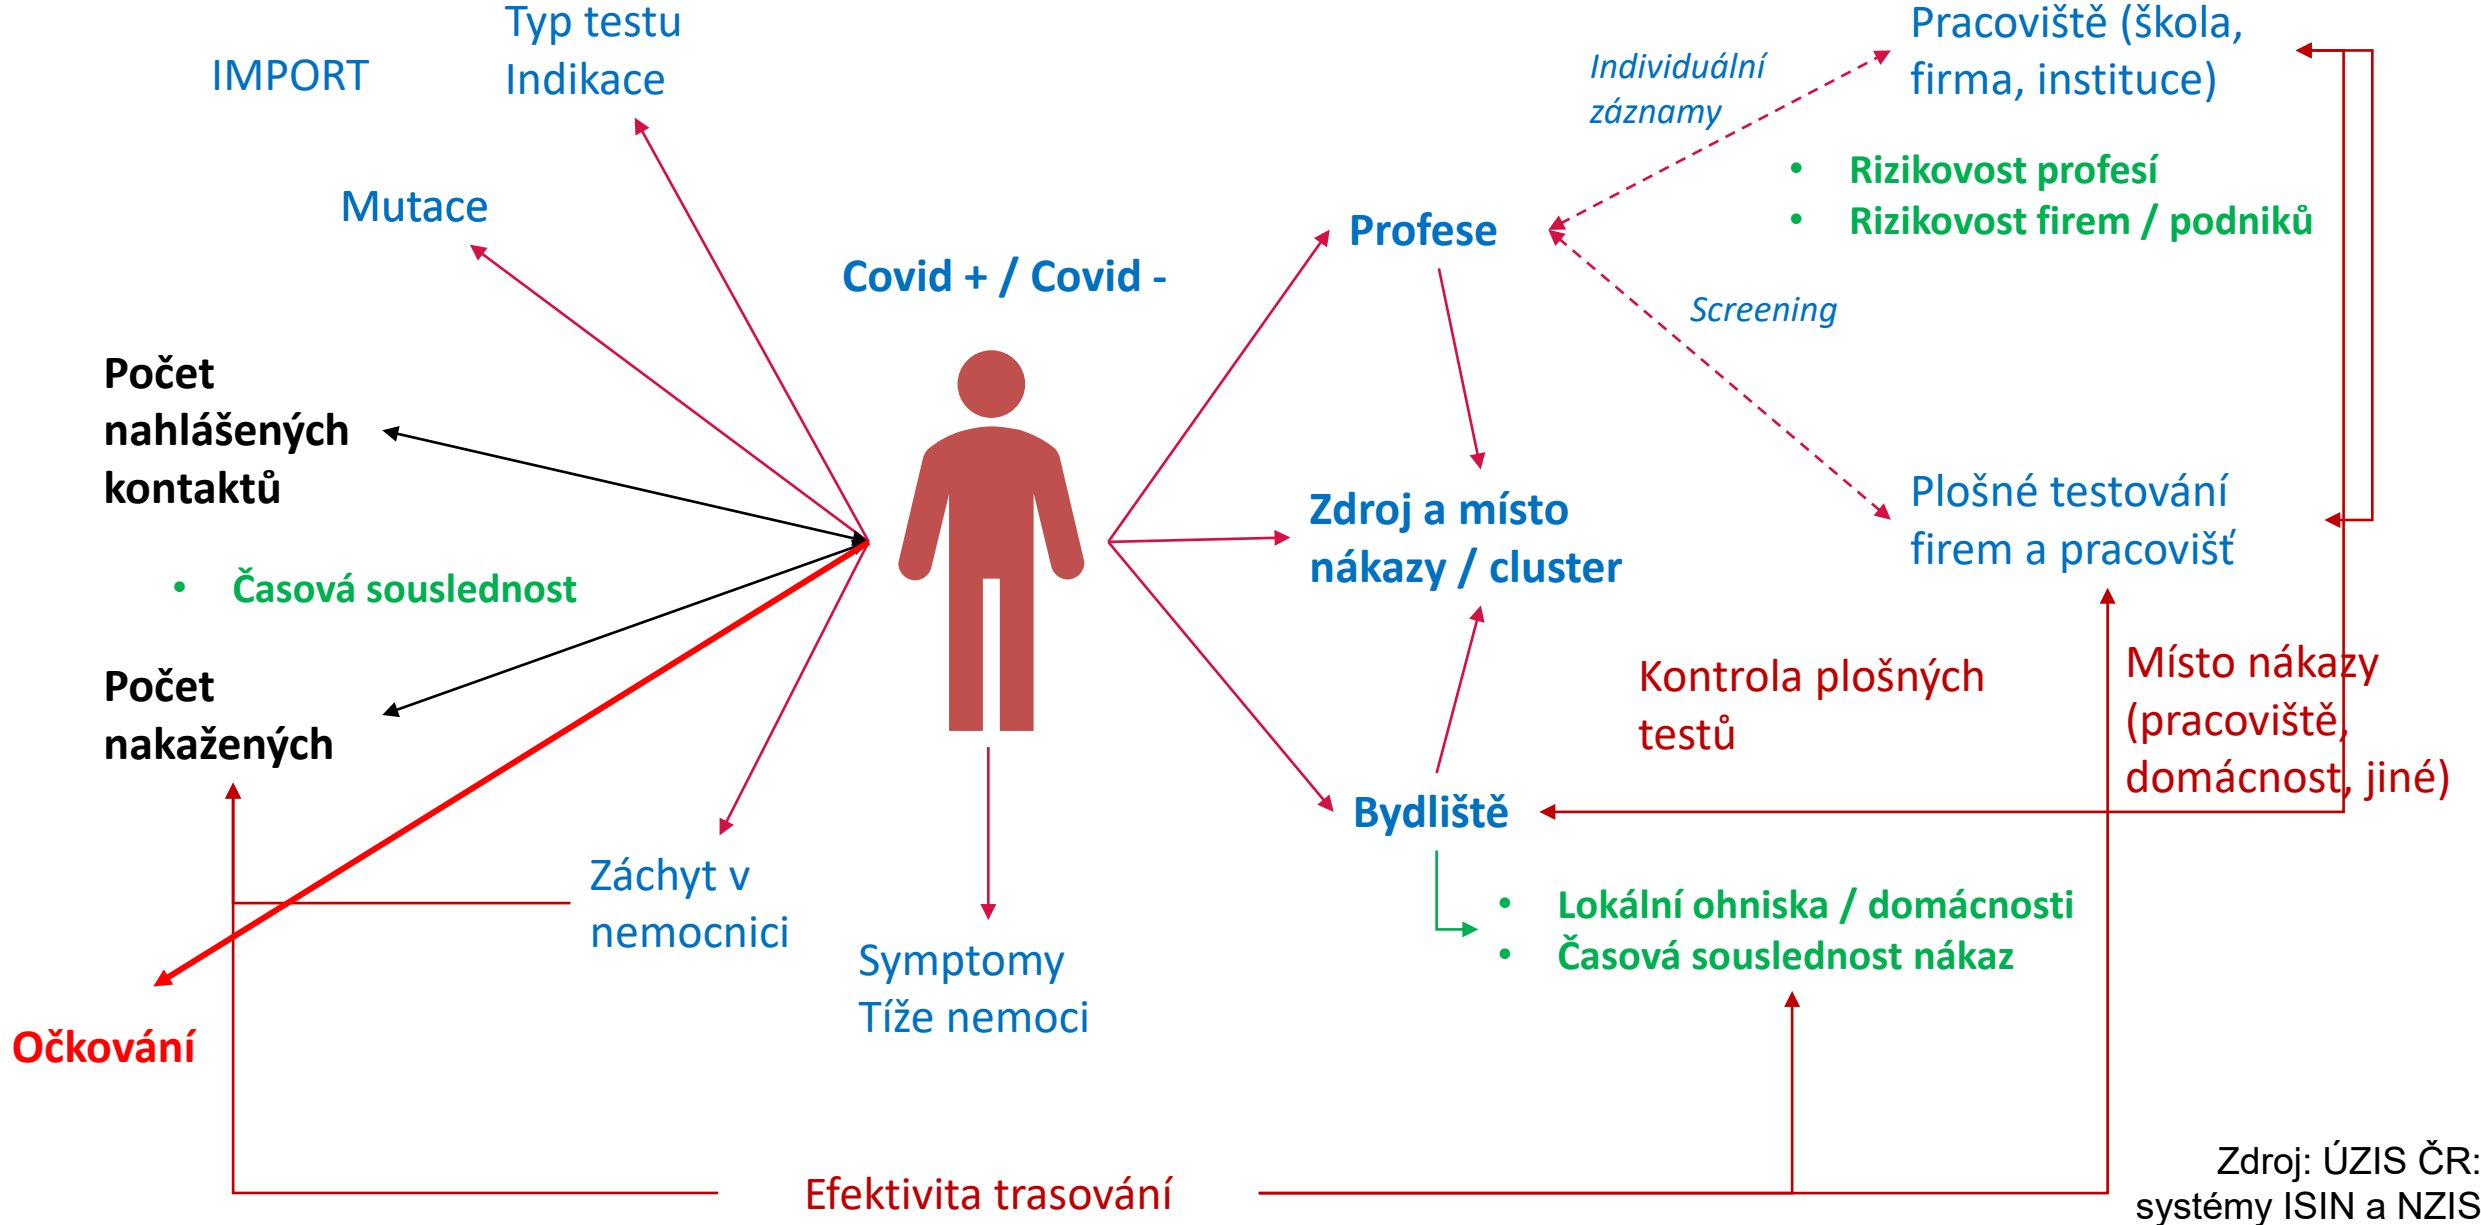 Typ testu
Indikace
IMPORT
Mutace
Covid + / Covid -
Individuální
záznamy
Pracoviště (škola,
firma, instituce)
• Rizikovost profesí
• Rizikovost firem / podniků
Profese
Screening
Počet
nahlášených
kontaktů
• Časová souslednost
Zdroj a místo
nákazy / cluster
Plošné testování
firem a pracovišť
Počet
nakažených
Kontrola plošných
testů
Místo nákazy
(pracoviště,
domácnost, jiné)
Bydliště
Záchyt v
nemocnici
• Lokální ohniska / domácnosti
• Časová souslednost nákaz
Symptomy
Tíže nemoci
Očkování
Efektivita trasování
Zdroj: ÚZIS ČR:
systémy ISIN a NZIS